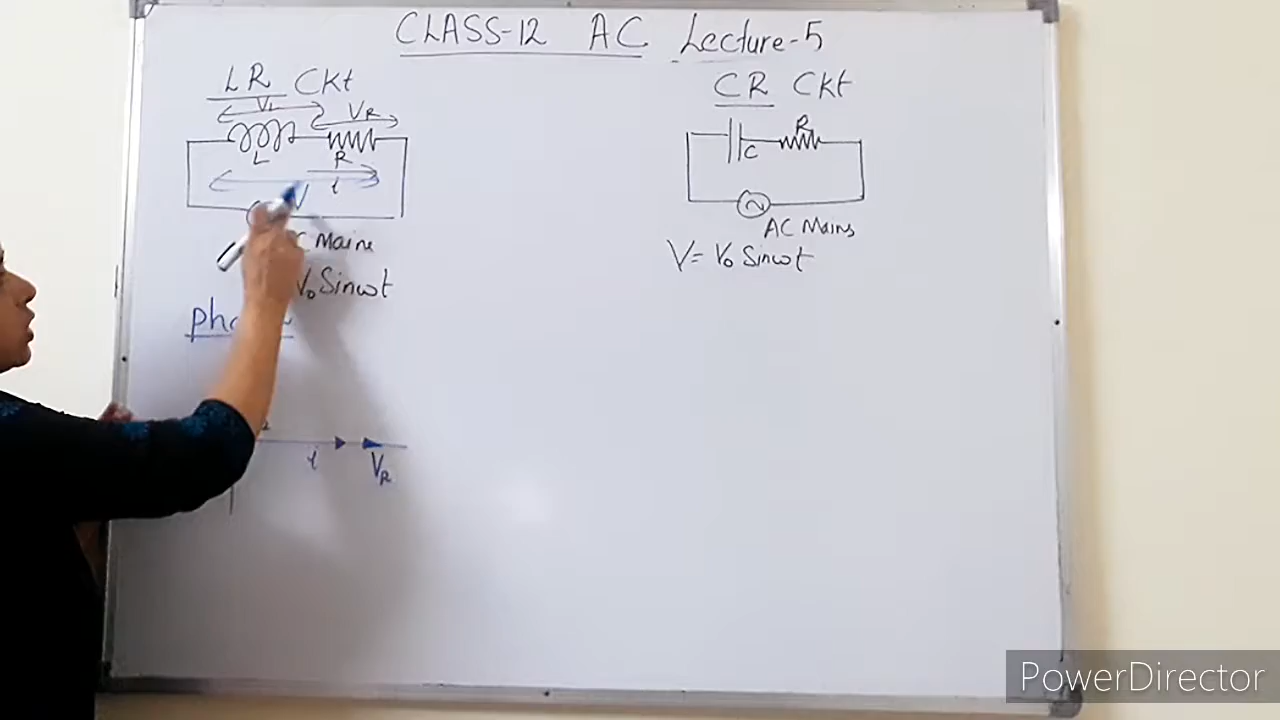 CLASS-12 AC Lecture-5
LR Ckt
VL
VR
L
R
i
V
AC Mains
V₀ Sinωt
i
VR
CR Ckt
R
C
AC Mains
V= V₀ Sinωt
PowerDirector